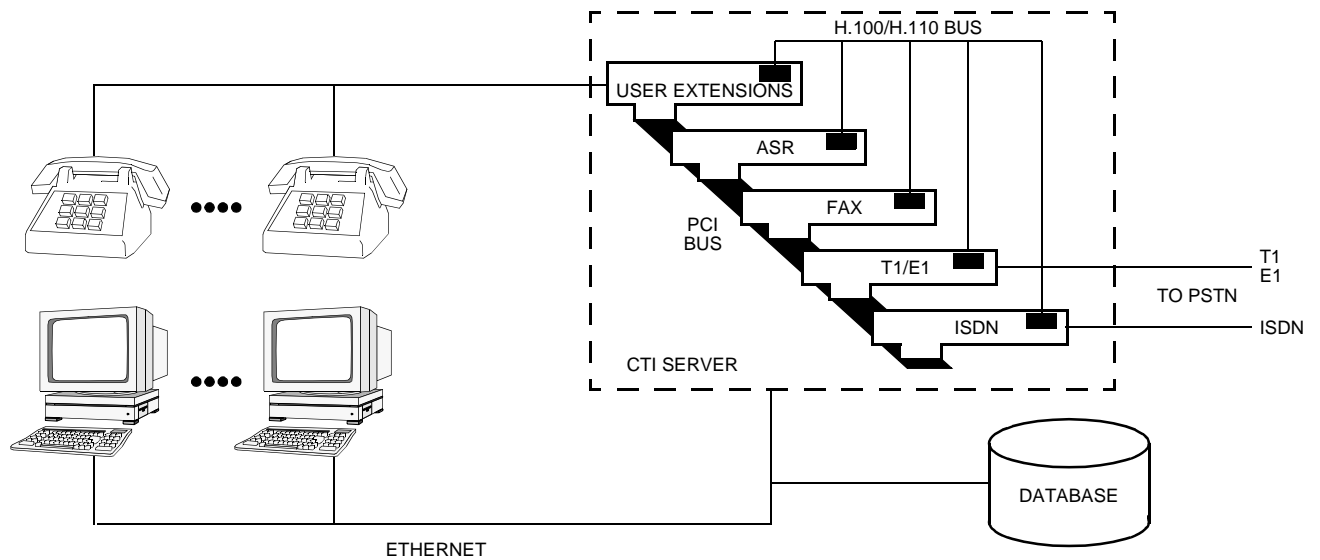 H.100/H.110 BUS
USER EXTENSIONS
ASR
FAX
PCI
BUS
T1/E1
T1
E1
TO PSTN
ISDN
ISDN
CTI SERVER
DATABASE
ETHERNET